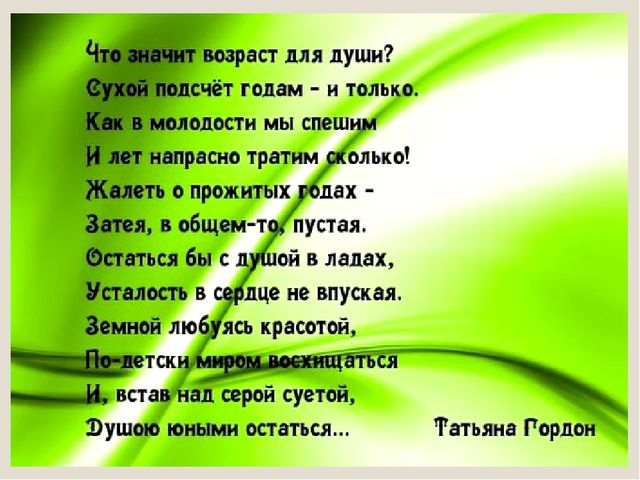 Что значит возраст для души?
Сухой подсчёт годам - и только.
Как в молодости мы спешим
И лет напрасно тратим сколько!
Жалеть о прожитых годах -
Затея, в общем-то, пустая.
Остаться бы с душой в ладах,
Усталость в сердце не впуская.
Земной любуясь красотой,
По-детски миром восхищаться
И, встав над серой суетой,
Душою юными остаться... Татьяна Гордон